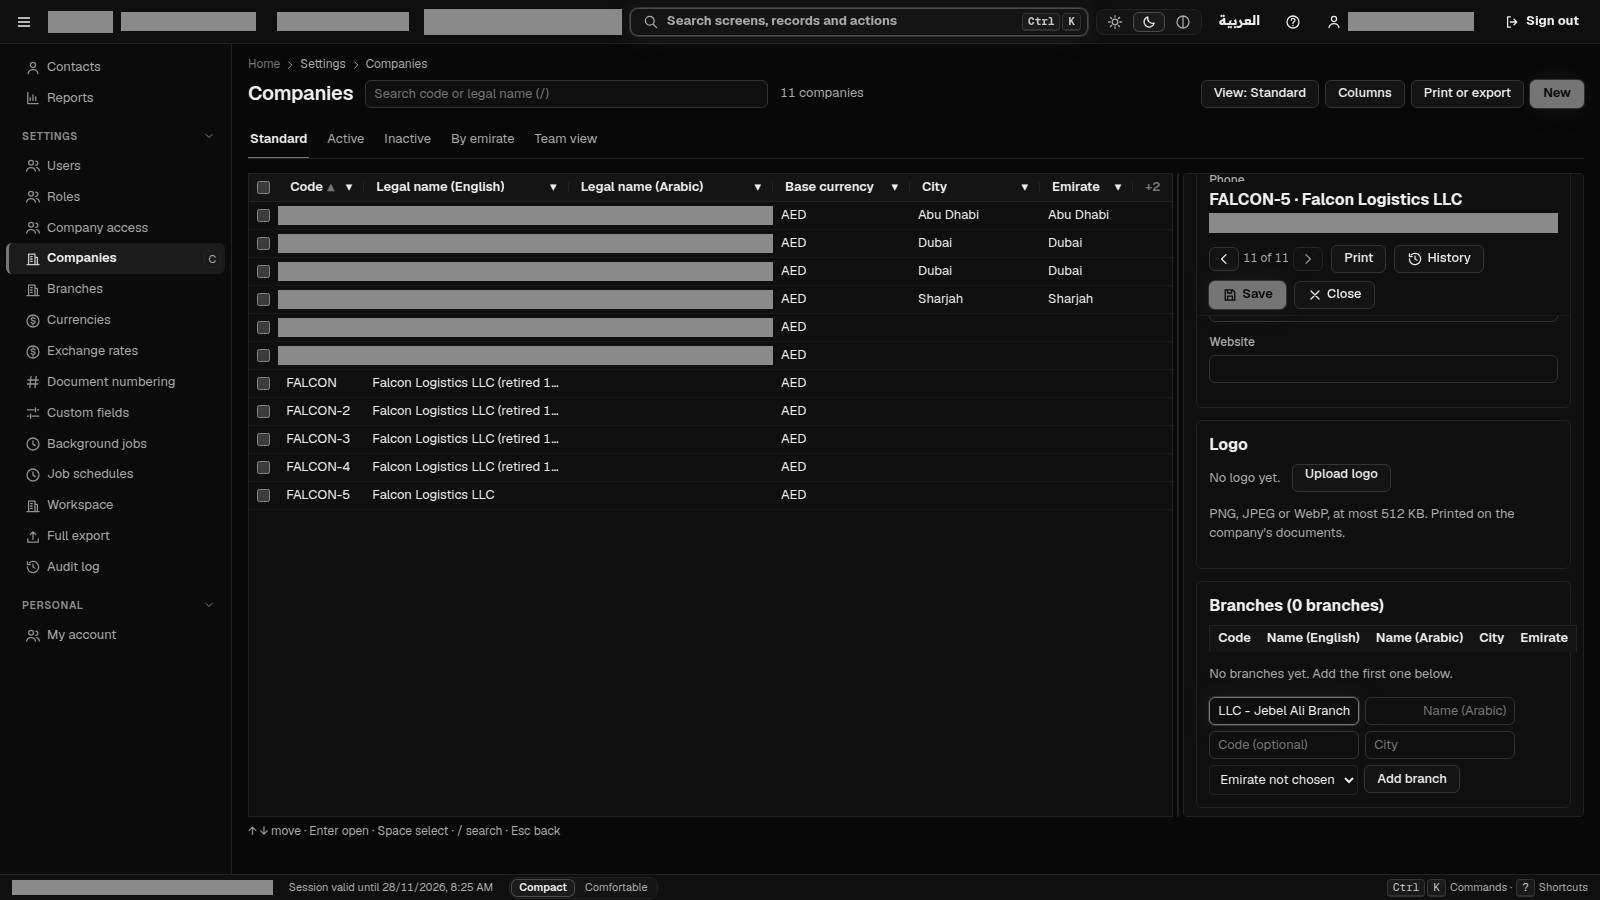 Search screens, records and actions Ctrl K العربية Sign out
Contacts
Reports
SETTINGS
Users
Roles
Company access
Companies C
Branches
Currencies
Exchange rates
Document numbering
Custom fields
Background jobs
Job schedules
Workspace
Full export
Audit log
PERSONAL
My account
Home > Settings > Companies
Companies Search code or legal name (/) 11 companies View: Standard Columns Print or export New
Standard Active Inactive By emirate Team view
Code ▲ ▼ Legal name (English) ▼ Legal name (Arabic) ▼ Base currency ▼ City ▼ Emirate ▼ +2
AED Abu Dhabi Abu Dhabi
AED Dubai Dubai
AED Dubai Dubai
AED Sharjah Sharjah
AED
AED
FALCON Falcon Logistics LLC (retired 1... AED
FALCON-2 Falcon Logistics LLC (retired 1... AED
FALCON-3 Falcon Logistics LLC (retired 1... AED
FALCON-4 Falcon Logistics LLC (retired 1... AED
FALCON-5 Falcon Logistics LLC AED
↑↓ move · Enter open · Space select · / search · Esc back
Phone
FALCON-5 · Falcon Logistics LLC
11 of 11 Print History
Save Close
Website
Logo
No logo yet. Upload logo
PNG, JPEG or WebP, at most 512 KB. Printed on the
company's documents.
Branches (0 branches)
Code Name (English) Name (Arabic) City Emirate
No branches yet. Add the first one below.
LLC - Jebel Ali Branch Name (Arabic)
Code (optional) City
Emirate not chosen Add branch
Session valid until 28/11/2026, 8:25 AM Compact Comfortable Ctrl K Commands · ? Shortcuts